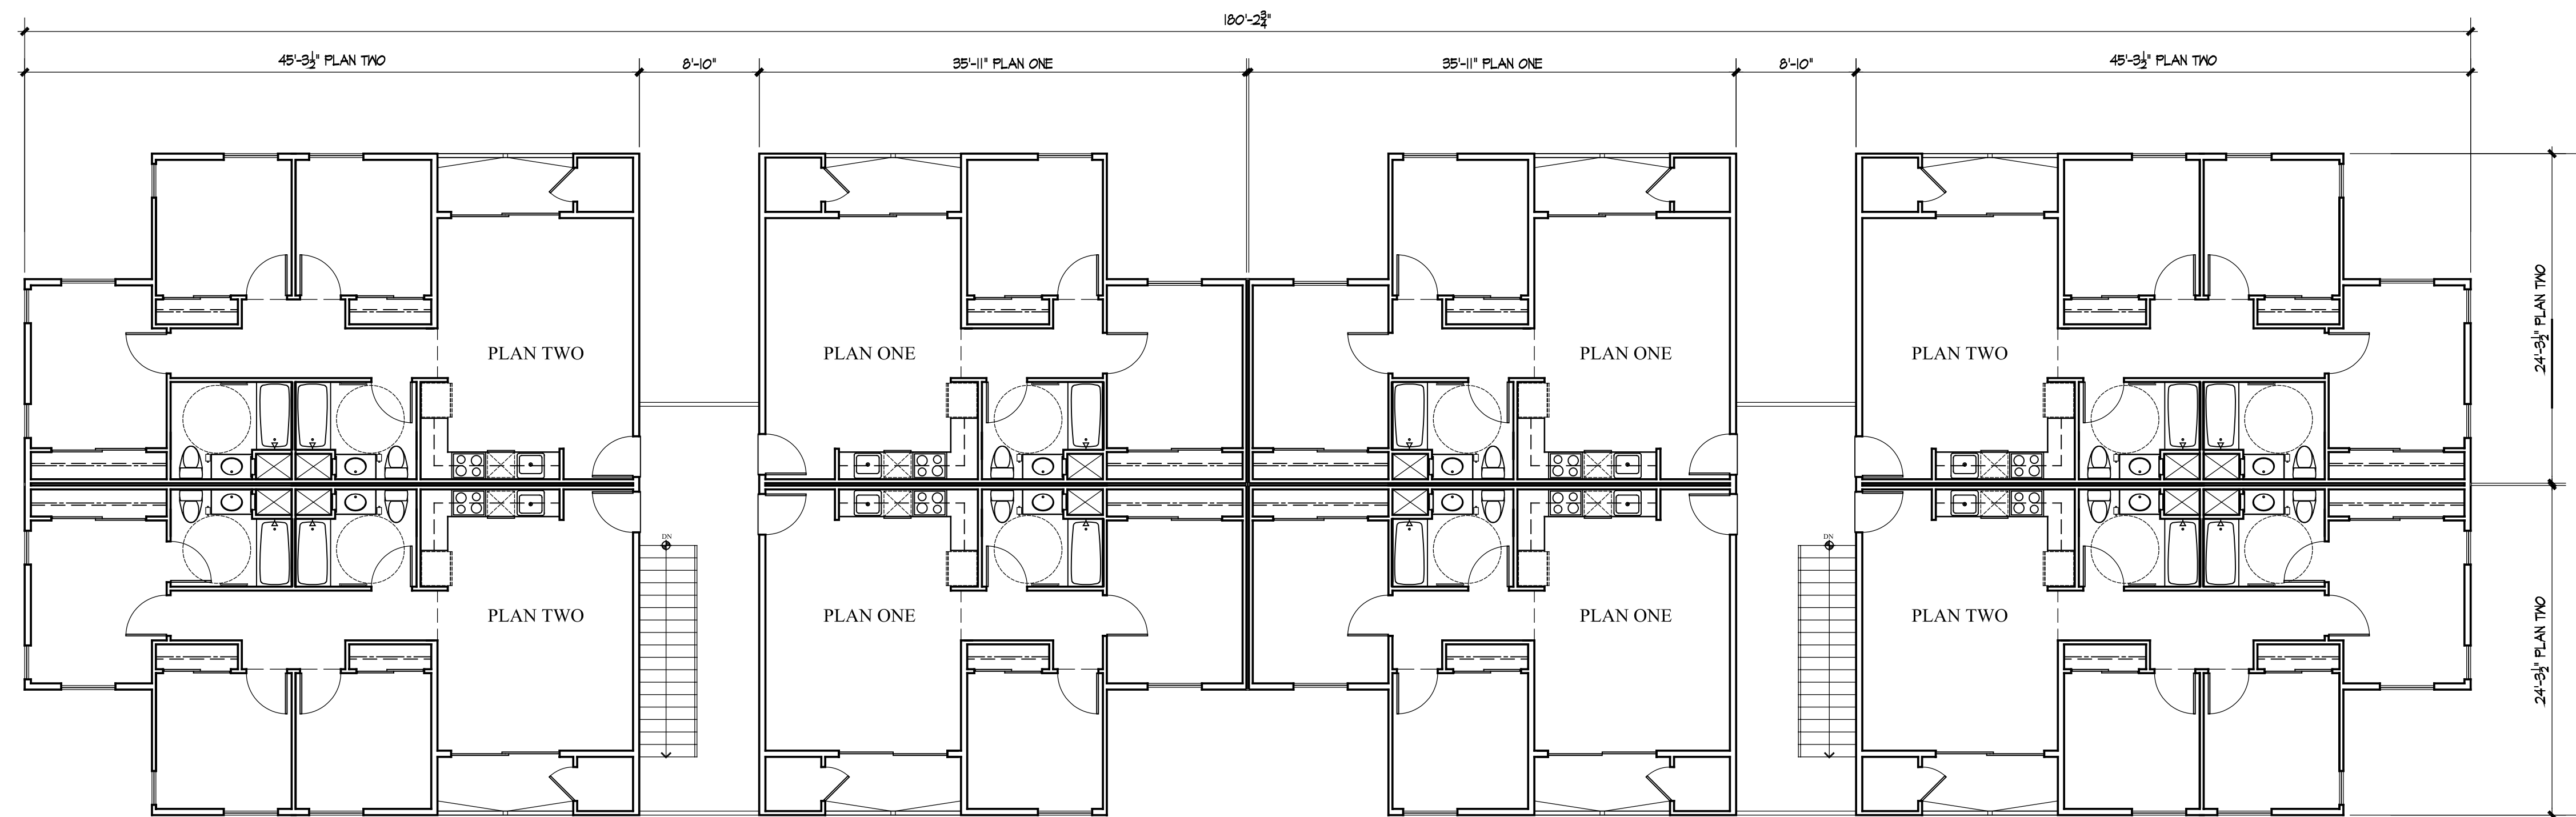 180'-2¾"
45'-3½" PLAN TWO
8'-10"
35'-11" PLAN ONE
35'-11" PLAN ONE
8'-10"
45'-3½" PLAN TWO
24'-3½" PLAN TWO
PLAN TWO
PLAN ONE
PLAN ONE
PLAN TWO
DN
DN
PLAN TWO
PLAN ONE
PLAN ONE
PLAN TWO
24'-3½" PLAN TWO